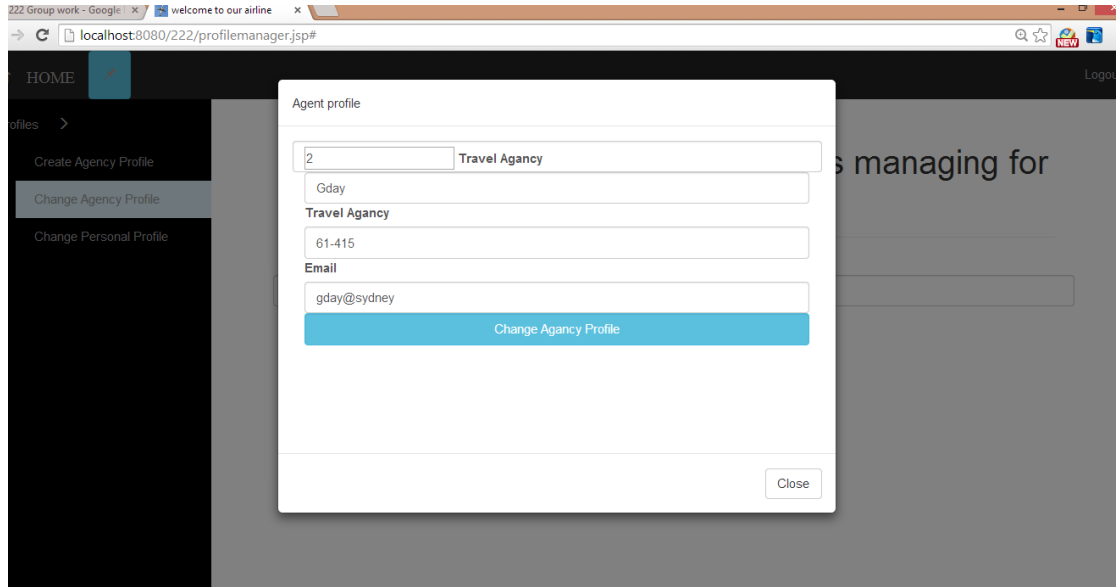 222 Group work - Google
welcome to our airline
localhost:8080/222/profilemanager.jsp#
NEW
HOME
Logou
Agent profile
ofiles
Create Agency Profile
2
Travel Agancy
s managing for
Gday
Change Agency Profile
Travel Agancy
Change Personal Profile
61-415
Email
gday@sydney
Change Agancy Profile
Close